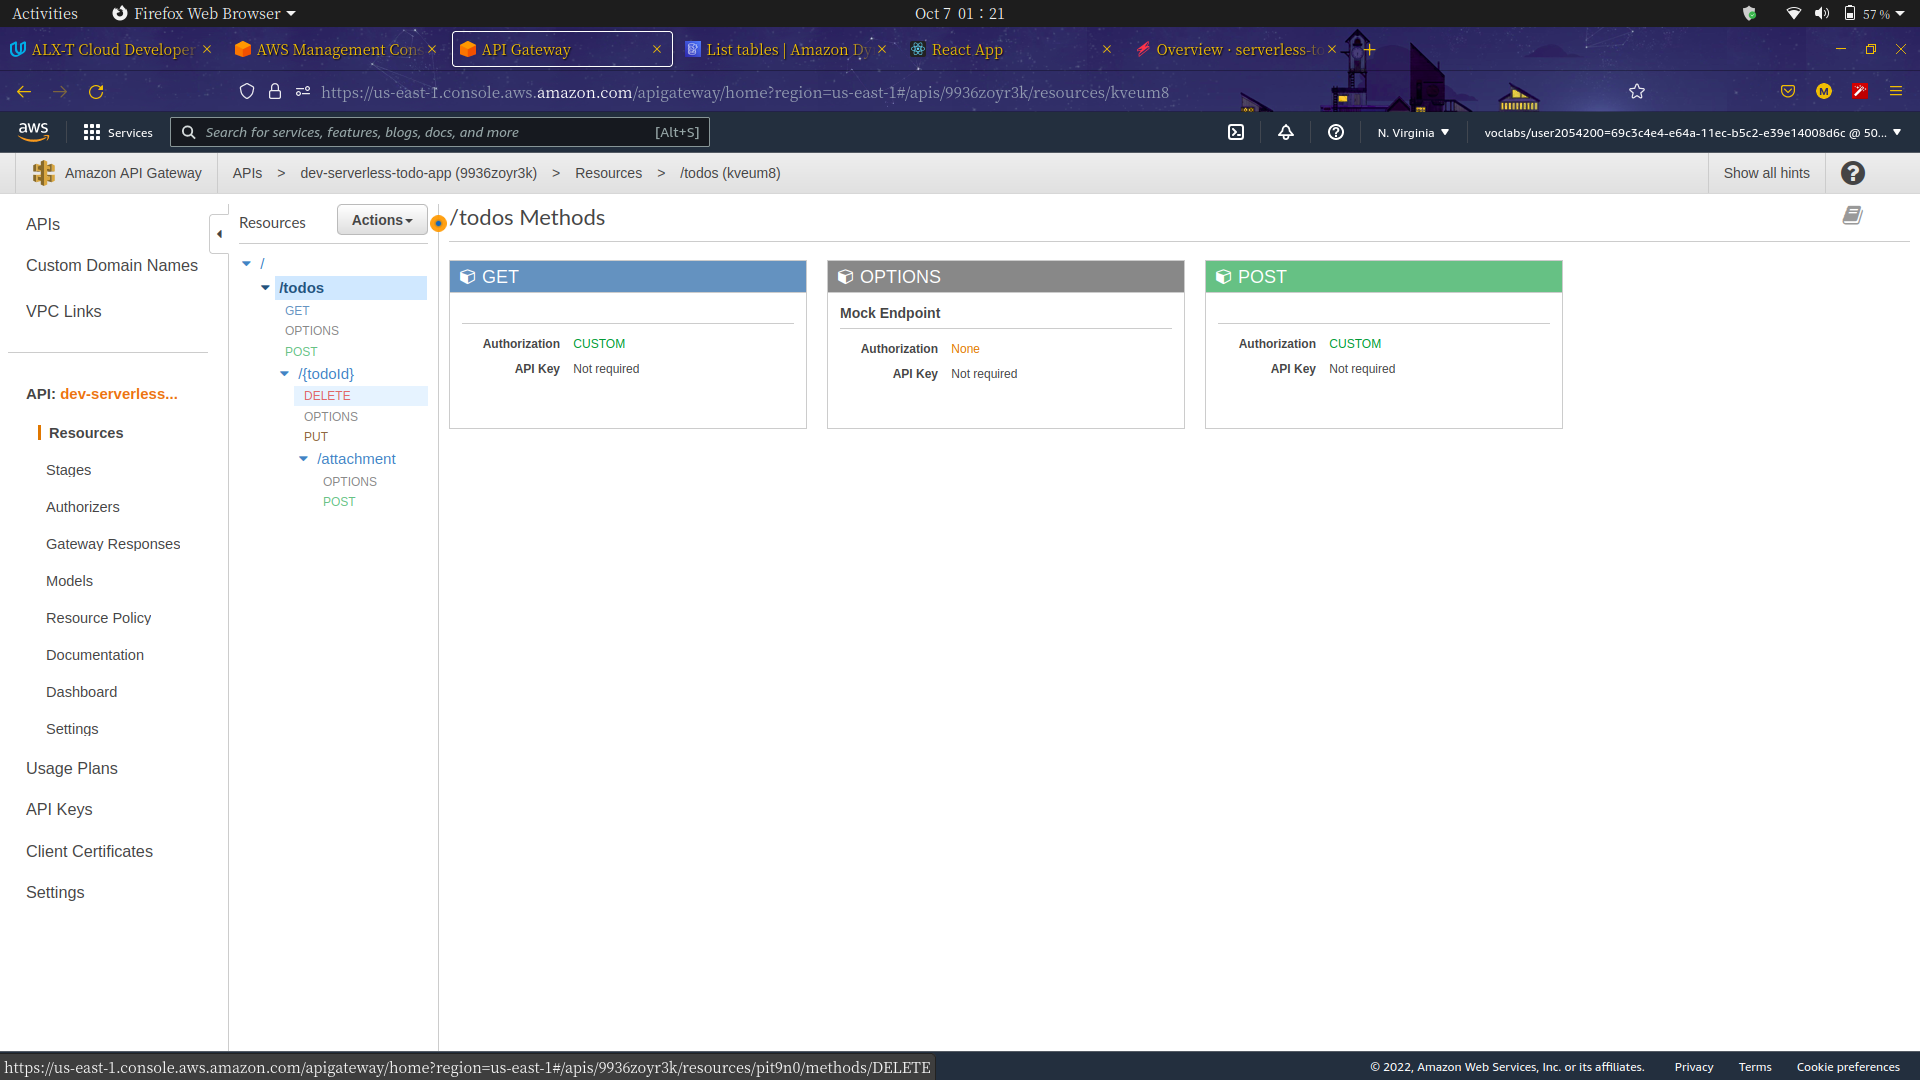 Activities
Firefox Web Browser
Oct 7 01:21
57 %
ALX-T Cloud Developer
AWS Management Con
API Gateway
List tables | Amazon Dy
React App
Overview · serverless-to
https://us-east-1.console.aws.amazon.com/apigateway/home?region=us-east-1#/apis/9936zoyr3k/resources/kveum8
M
aws
Services
Search for services, features, blogs, docs, and more
[Alt+S]
N. Virginia
voclabs/user2054200=69c3c4e4-e64a-11ec-b5c2-e39e14008d6c @ 50...
Amazon API Gateway
APIs > dev-serverless-todo-app (9936zoyr3k) > Resources > /todos (kveum8)
Show all hints
APIs
Custom Domain Names
VPC Links
API: dev-serverless...
Resources
Stages
Authorizers
Gateway Responses
Models
Resource Policy
Documentation
Dashboard
Settings
Usage Plans
API Keys
Client Certificates
Settings
Resources
Actions
/
/todos
GET
OPTIONS
POST
/{todoId}
DELETE
OPTIONS
PUT
/attachment
OPTIONS
POST
/todos Methods
GET
Authorization CUSTOM
API Key Not required
OPTIONS
Mock Endpoint
Authorization None
API Key Not required
POST
Authorization CUSTOM
API Key Not required
https://us-east-1.console.aws.amazon.com/apigateway/home?region=us-east-1#/apis/9936zoyr3k/resources/pit9n0/methods/DELETE
© 2022, Amazon Web Services, Inc. or its affiliates.
Privacy
Terms
Cookie preferences